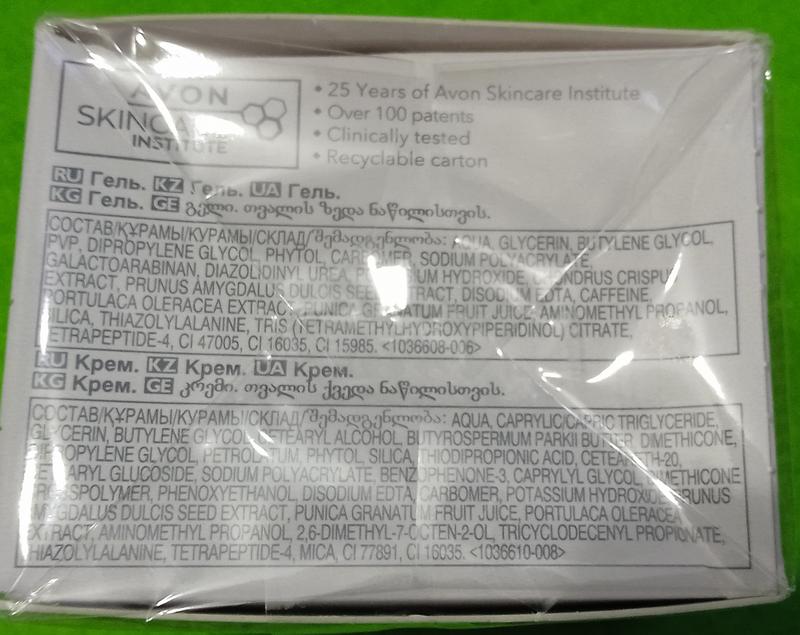 AVON
SKINCARE
INSTITUTE
• 25 Years of Avon Skincare Institute
• Over 100 patents
• Clinically tested
• Recyclable carton
RU Гель. KZ Гель. UA Гель.
KG Гель. GE გელი. თვალის ზედა ნაწილისთვის.
СОСТАВ/ҚҰРАМЫ/КУРАМЫ/СКЛАД/შემადგენლობა: AQUA, GLYCERIN, BUTYLENE GLYCOL,
PVP, DIPROPYLENE GLYCOL, PHYTOL, CARBOMER, SODIUM POLYACRYLATE,
GALACTOARABINAN, DIAZOLIDINYL UREA, POTASSIUM HYDROXIDE, CHONDRUS CRISPUS
EXTRACT, PRUNUS AMYGDALUS DULCIS SEED EXTRACT, DISODIUM EDTA, CAFFEINE,
PORTULACA OLERACEA EXTRACT, PUNICA GRANATUM FRUIT JUICE, AMINOMETHYL PROPANOL,
SILICA, THIAZOLYLALANINE, TRIS (TETRAMETHYLHYDROXYPIPERIDINOL) CITRATE,
TETRAPEPTIDE-4, CI 47005, CI 16035, CI 15985. <1036608-006>
RU Крем. KZ Крем. UA Крем.
KG Крем. GE კრემი. თვალის ქვედა ნაწილისთვის.
СОСТАВ/ҚҰРАМЫ/КУРАМЫ/СКЛАД/შემადგენლობა: AQUA, CAPRYLIC/CAPRIC TRIGLYCERIDE,
GLYCERIN, BUTYLENE GLYCOL, CETEARYL ALCOHOL, BUTYROSPERMUM PARKII BUTTER, DIMETHICONE,
DIPROPYLENE GLYCOL, PETROLATUM, PHYTOL, SILICA, THIODIPROPIONIC ACID, CETEARETH-20,
CETEARYL GLUCOSIDE, SODIUM POLYACRYLATE, BENZOPHENONE-3, CAPRYLYL GLYCOL, DIMETHICONE
CROSSPOLYMER, PHENOXYETHANOL, DISODIUM EDTA, CARBOMER, POTASSIUM HYDROXIDE, PRUNUS
AMYGDALUS DULCIS SEED EXTRACT, PUNICA GRANATUM FRUIT JUICE, PORTULACA OLERACEA
EXTRACT, AMINOMETHYL PROPANOL, 2,6-DIMETHYL-7-OCTEN-2-OL, TRICYCLODECENYL PROPIONATE,
THIAZOLYLALANINE, TETRAPEPTIDE-4, MICA, CI 77891, CI 16035. <1036610-008>